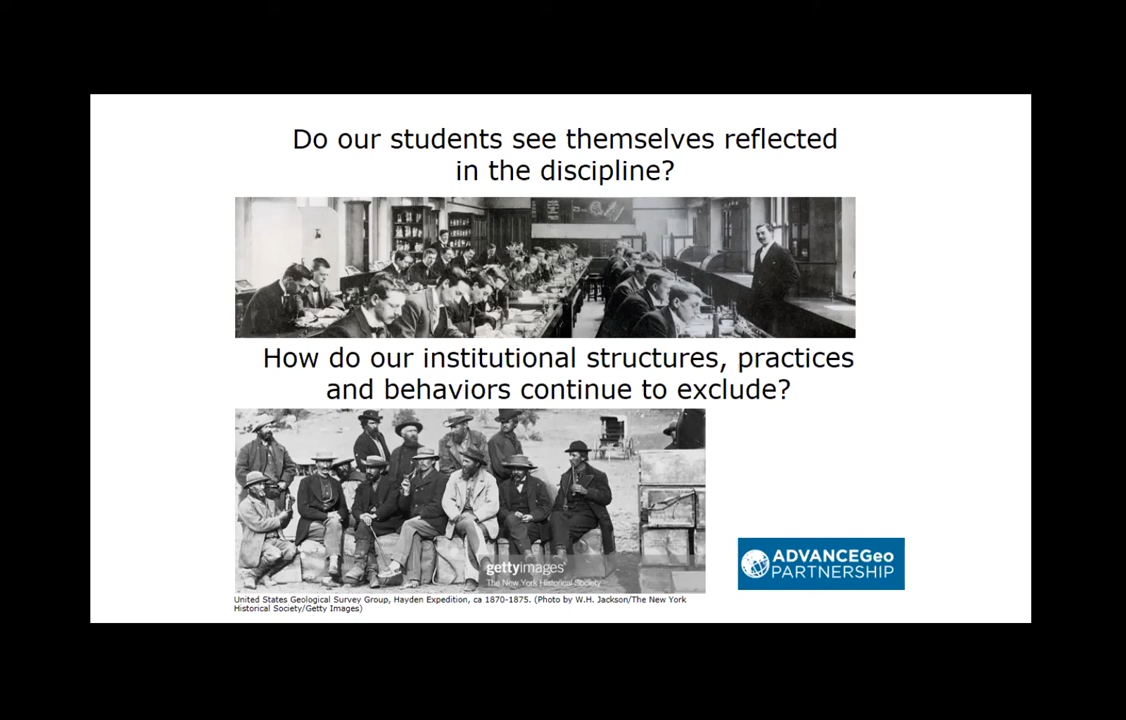 Do our students see themselves reflected
in the discipline?
How do our institutional structures, practices
and behaviors continue to exclude?
gettyimages®
The New York Historical Society
United States Geological Survey Group, Hayden Expedition, ca 1870-1875. (Photo by W.H. Jackson/The New York
Historical Society/Getty Images)
ADVANCEGeo
PARTNERSHIP